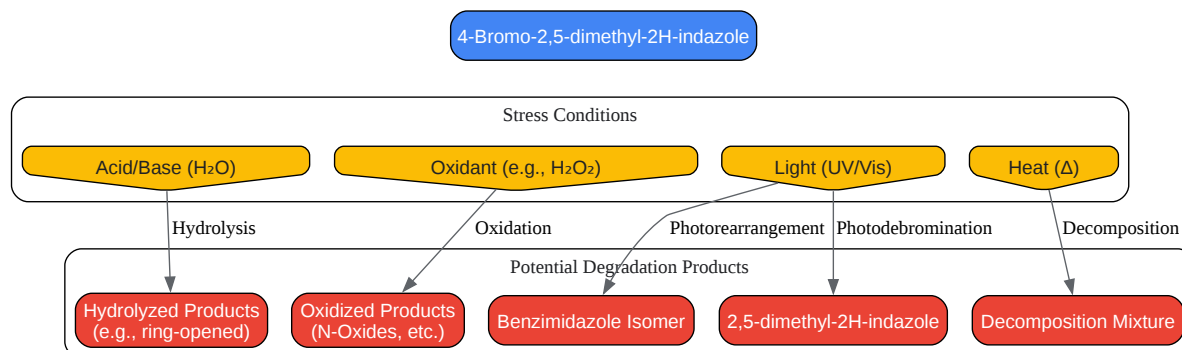 4-Bromo-2,5-dimethyl-2H-indazole
Stress Conditions
Acid/Base (H₂O)
Oxidant (e.g., H₂O₂)
Light (UV/Vis)
Heat (Δ)
Hydrolysis
Oxidation
Photorearrangement
Photodebromination
Decomposition
Potential Degradation Products
Hydrolyzed Products
(e.g., ring-opened)
Oxidized Products
(N-Oxides, etc.)
Benzimidazole Isomer
2,5-dimethyl-2H-indazole
Decomposition Mixture